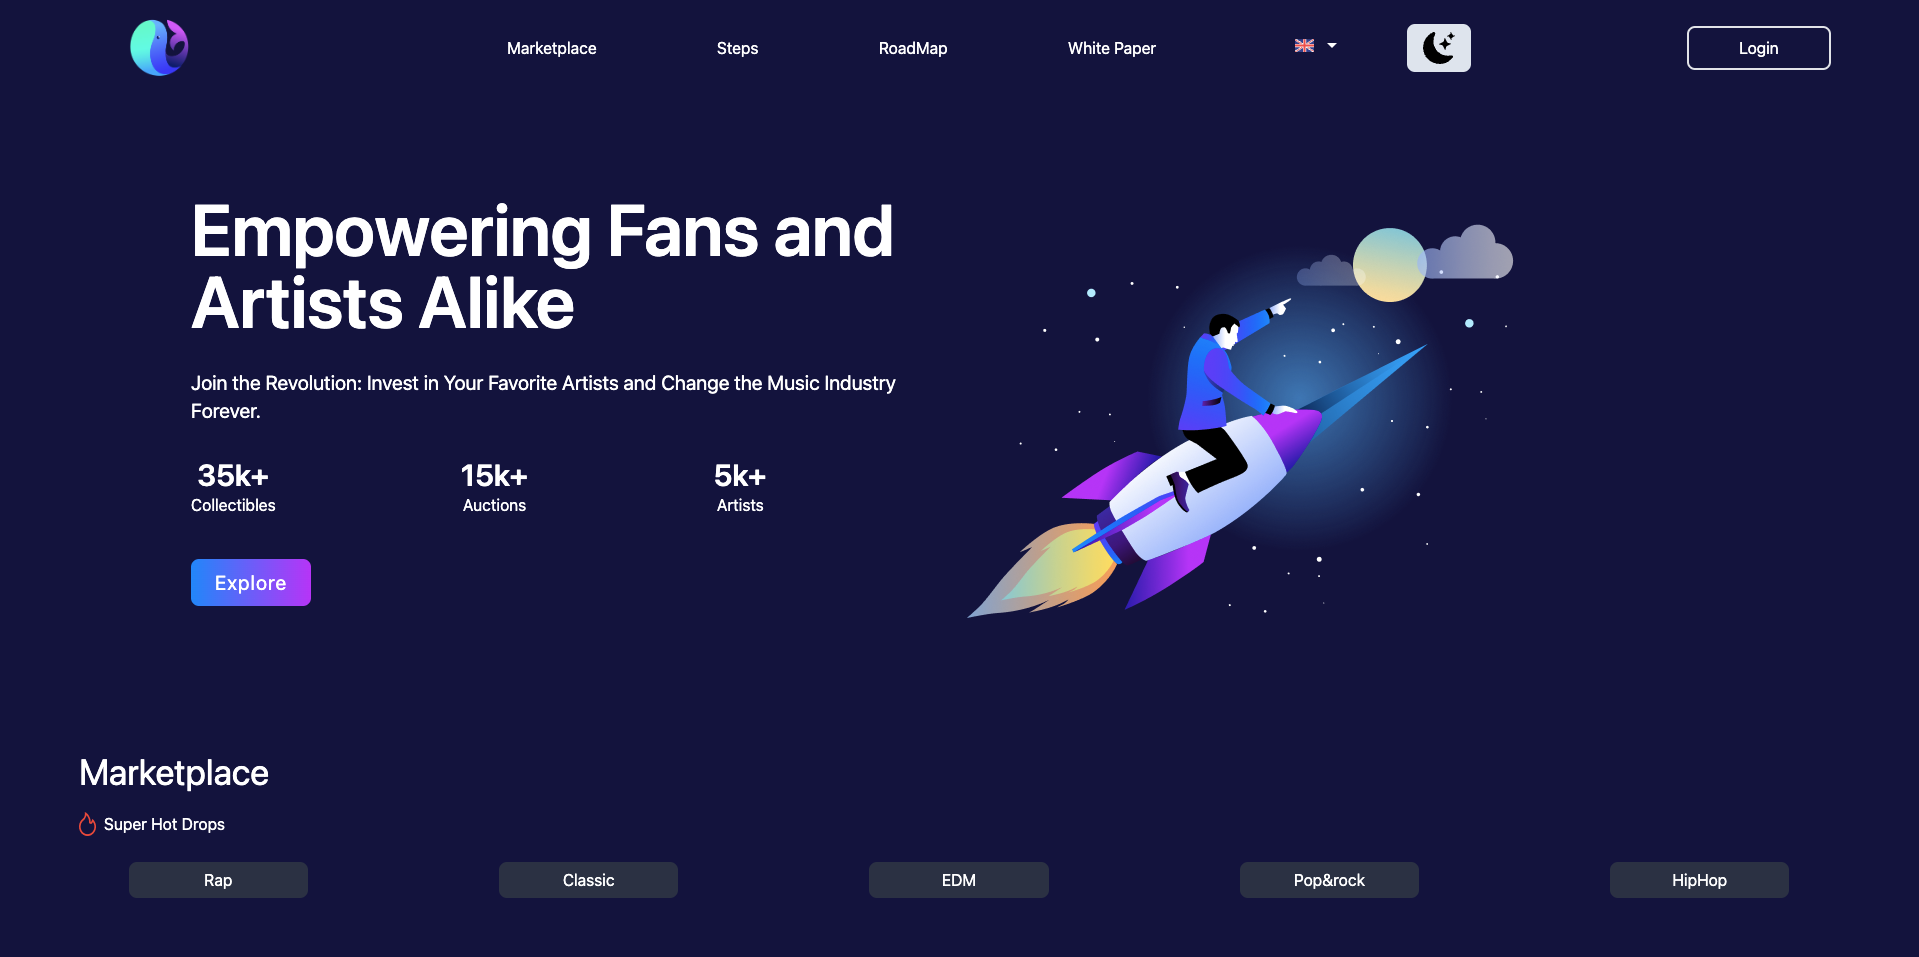 Marketplace
Steps
RoadMap
White Paper
Login
Empowering Fans and
Artists Alike
Join the Revolution: Invest in Your Favorite Artists and Change the Music Industry
Forever.
35k+
Collectibles
15k+
Auctions
5k+
Artists
Explore
Marketplace
Super Hot Drops
Rap
Classic
EDM
Pop&rock
HipHop